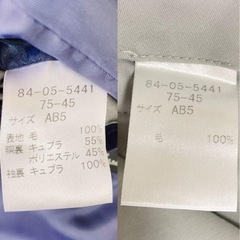 84-05-5441
75-45
サイズ AB5
表地 毛 100%
胴裏 キュプラ 55%
ポリエステル 45%
袖裏 キュプラ 100%
84-05-5441
75-45
サイズ AB5
毛 100%